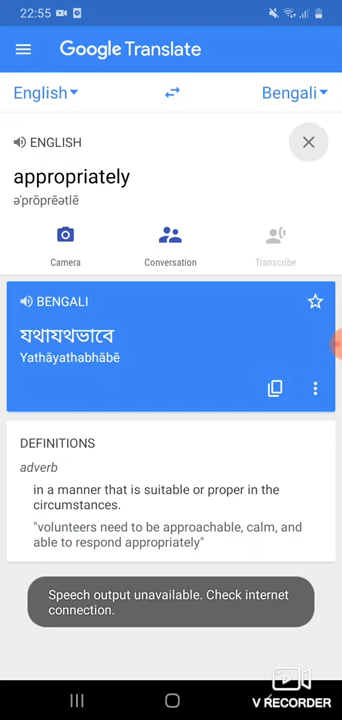 22:55
Google Translate
English
Bengali
ENGLISH
appropriately
əˈprōprēətlē
Camera
Conversation
Transcribe
BENGALI
যথাযথভাবে
Yathāyathabhābē
DEFINITIONS
adverb
in a manner that is suitable or proper in the
circumstances.
"volunteers need to be approachable, calm, and
able to respond appropriately"
Speech output unavailable. Check internet
connection.
V RECORDER